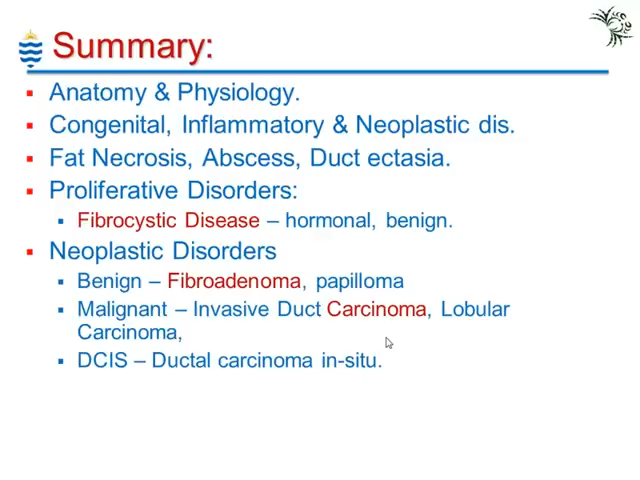 Summary:
Anatomy & Physiology.
Congenital, Inflammatory & Neoplastic dis.
Fat Necrosis, Abscess, Duct ectasia.
Proliferative Disorders:
Fibrocystic Disease – hormonal, benign.
Neoplastic Disorders
Benign – Fibroadenoma, papilloma
Malignant – Invasive Duct Carcinoma, Lobular
Carcinoma,
DCIS – Ductal carcinoma in-situ.